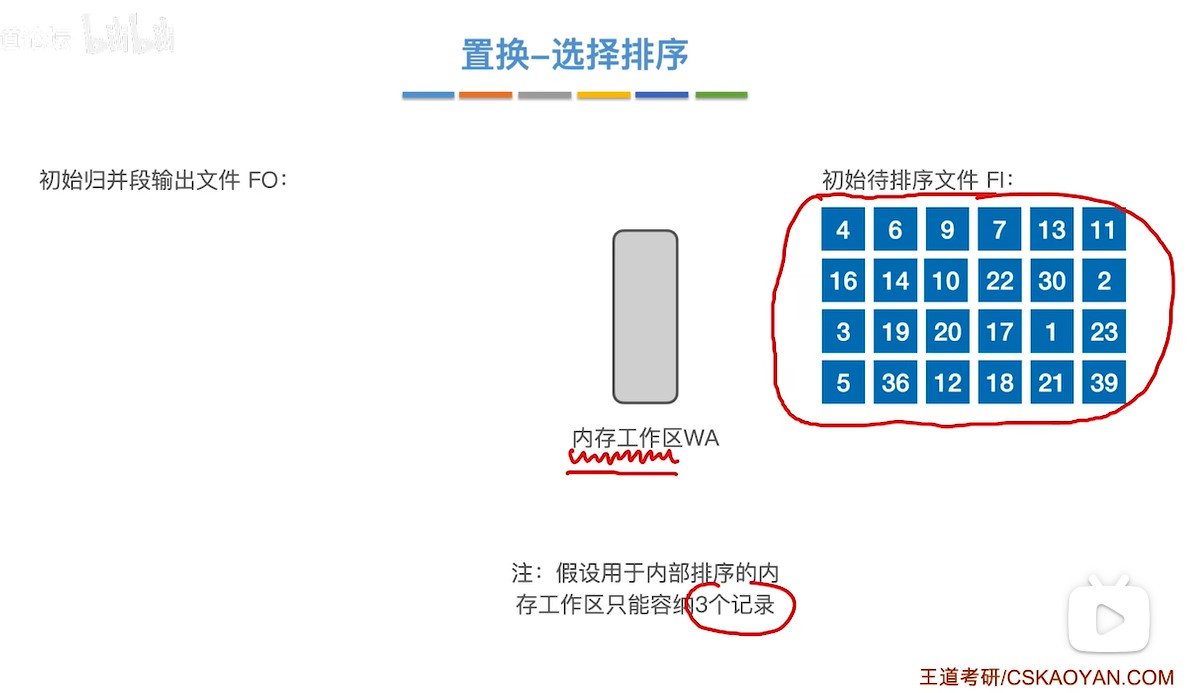 bilibili
置换–选择排序
初始归并段输出文件 FO：
初始待排序文件 FI：
4 6 9 7 13 11
16 14 10 22 30 2
3 19 20 17 1 23
5 36 12 18 21 39
内存工作区WA
注：假设用于内部排序的内
存工作区只能容纳3个记录
王道考研/CSKAOYAN.COM